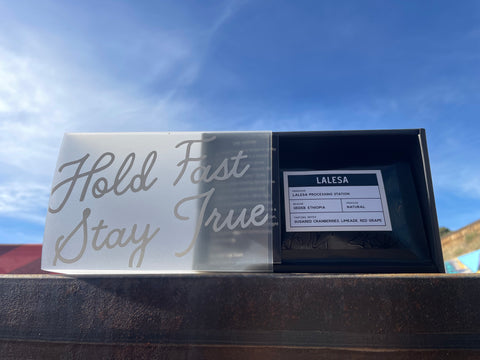 Hold Fast
Stay True
LALESA
LALESA PROCESSING STATION
GEDEB ETHIOPIA
NATURAL
SUGARED CRANBERRIES, LIMEADE, RED GRAPE